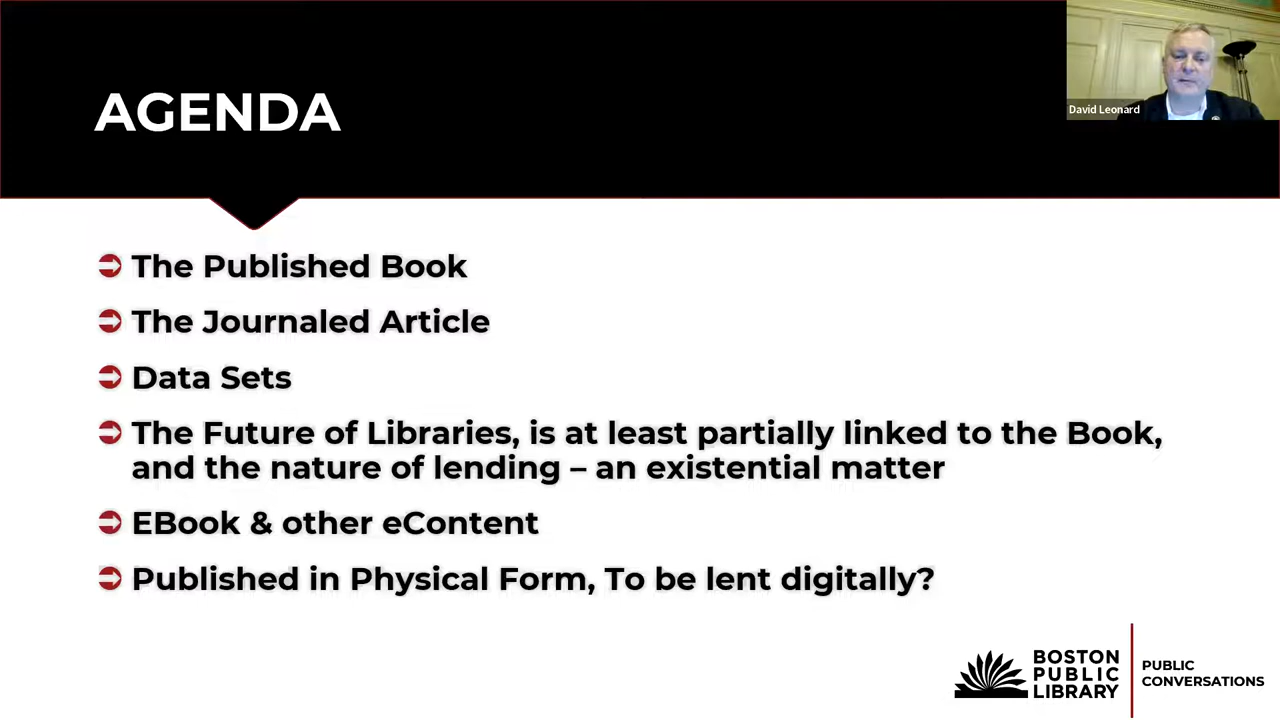 AGENDA
David Leonard
The Published Book
The Journaled Article
Data Sets
The Future of Libraries, is at least partially linked to the Book,
and the nature of lending – an existential matter
EBook & other eContent
Published in Physical Form, To be lent digitally?
BOSTON
PUBLIC
LIBRARY
PUBLIC
CONVERSATIONS